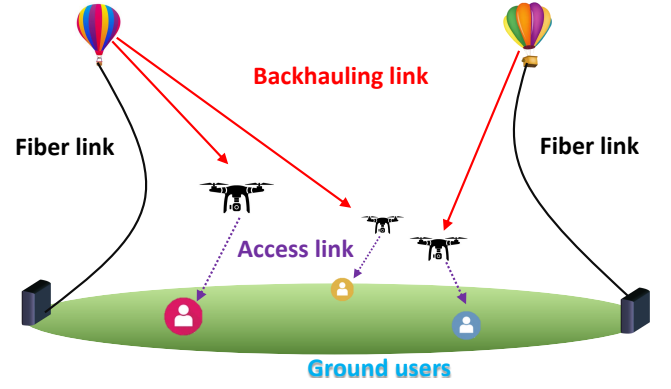 Backhauling link
Fiber link
Fiber link
Access link
Ground users